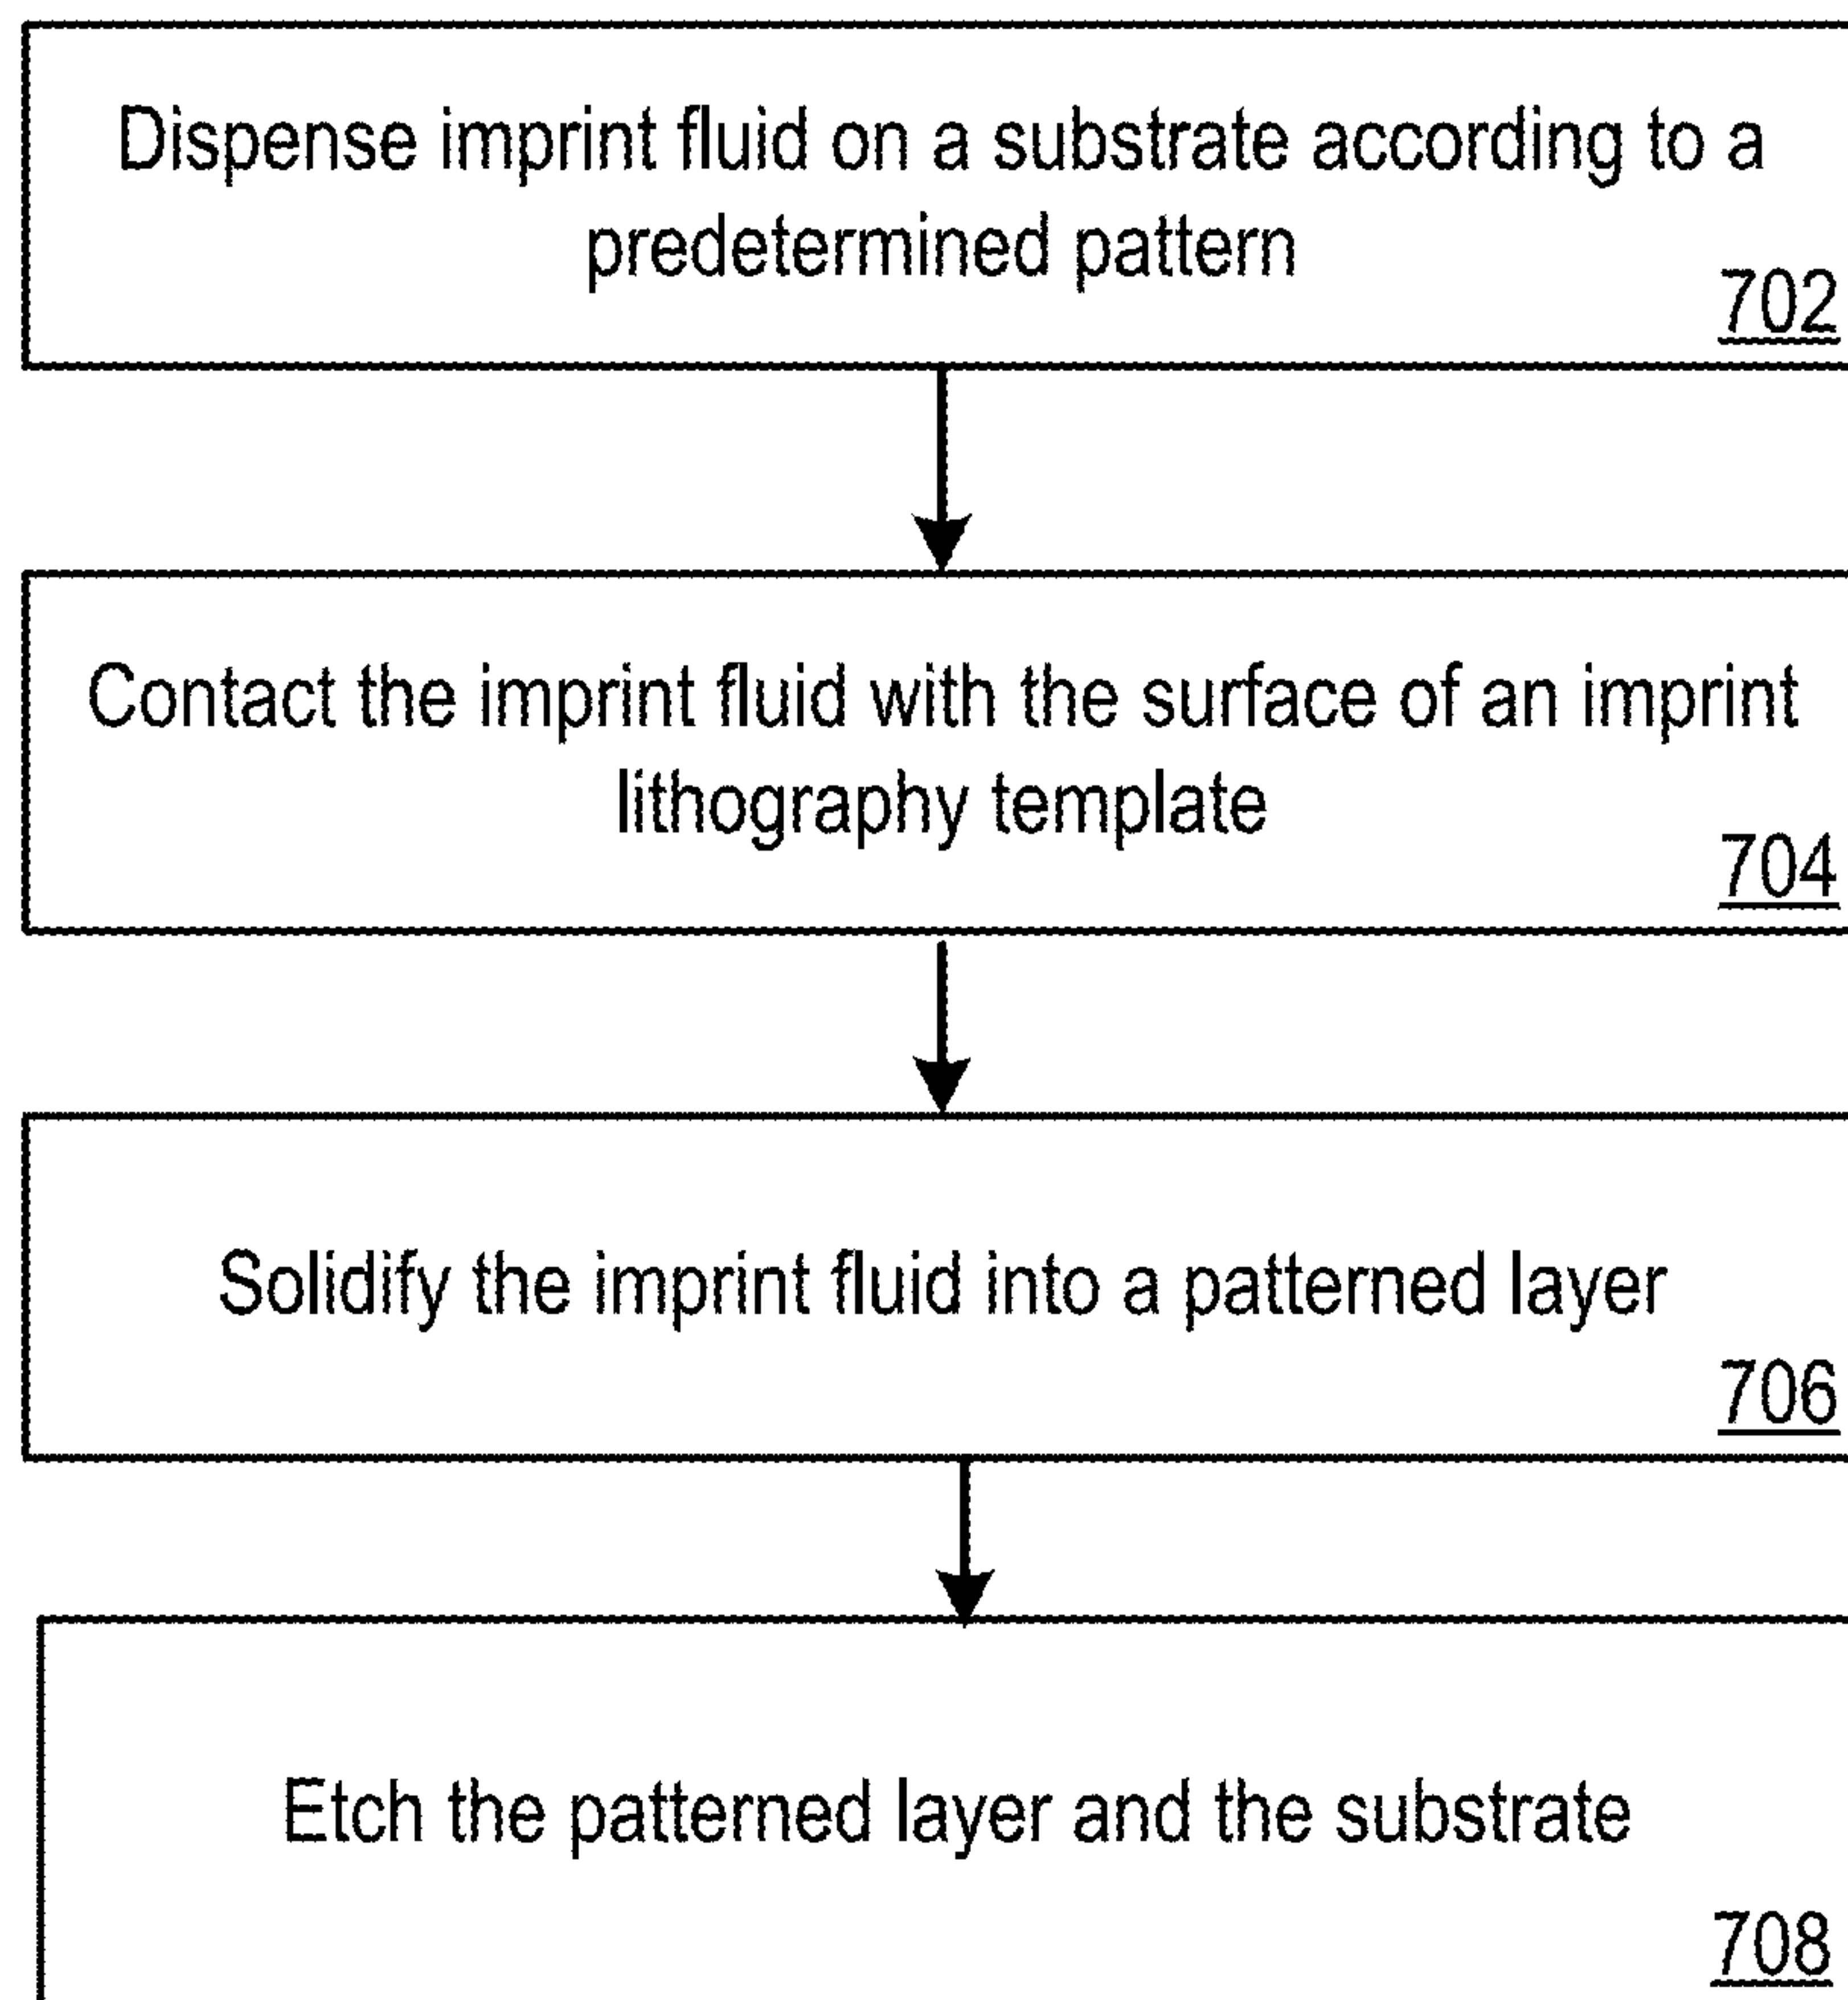 Dispense imprint fluid on a substrate according to a
predetermined pattern
702
Contact the imprint fluid with the surface of an imprint
lithography template
704
Solidify the imprint fluid into a patterned layer
706
Etch the patterned layer and the substrate
708